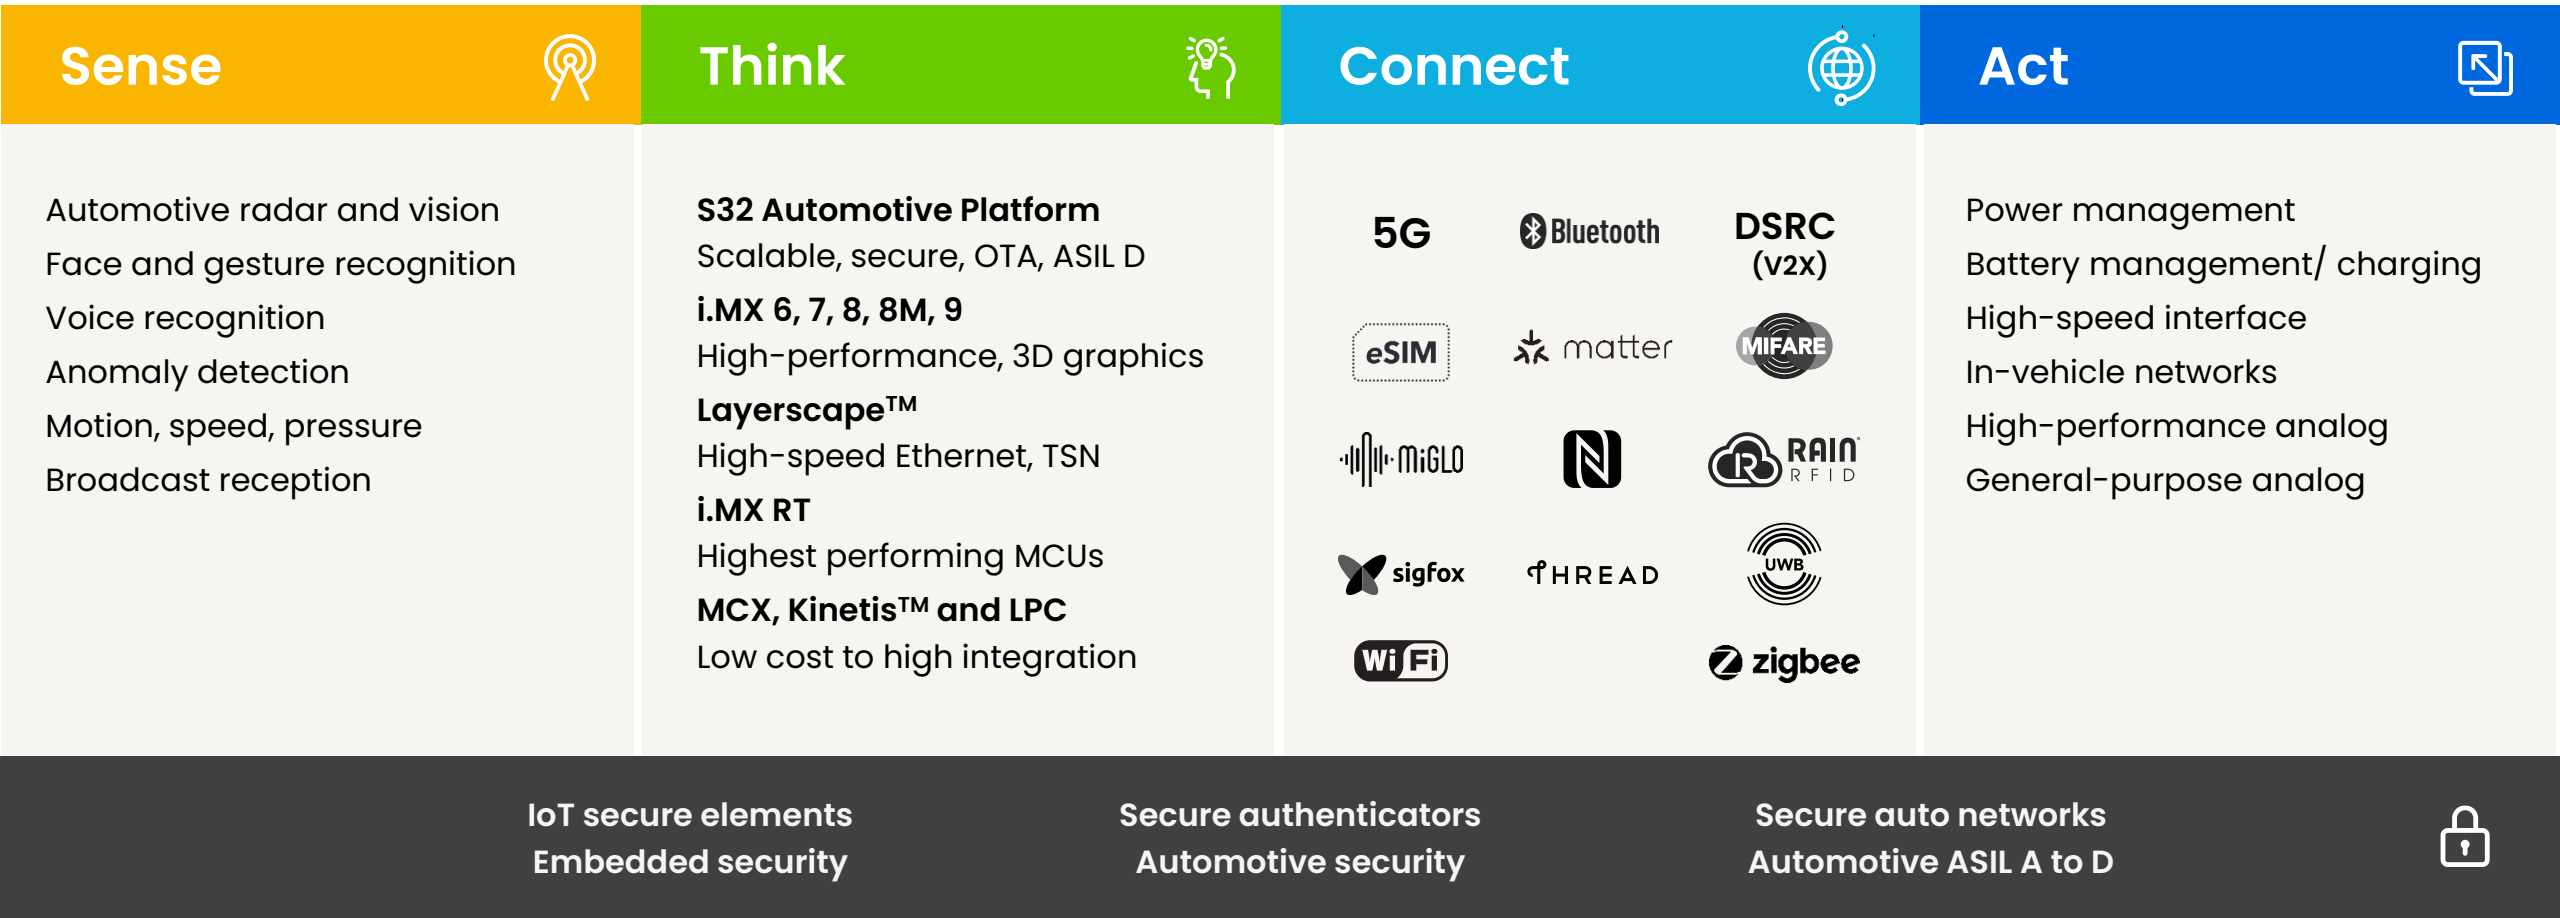 Sense
Think
Connect
Act
Automotive radar and vision
Face and gesture recognition
Voice recognition
Anomaly detection
Motion, speed, pressure
Broadcast reception
S32 Automotive Platform
Scalable, secure, OTA, ASIL D
i.MX 6, 7, 8, 8M, 9
High-performance, 3D graphics
Layerscape™
High-speed Ethernet, TSN
i.MX RT
Highest performing MCUs
MCX, Kinetis™ and LPC
Low cost to high integration
5G
Bluetooth
DSRC
(V2X)
eSIM
matter
MIFARE
MiGLO
N
RAIN
RFID
sigfox
THREAD
UWB
Wi Fi
zigbee
Power management
Battery management/ charging
High-speed interface
In-vehicle networks
High-performance analog
General-purpose analog
IoT secure elements
Embedded security
Secure authenticators
Automotive security
Secure auto networks
Automotive ASIL A to D